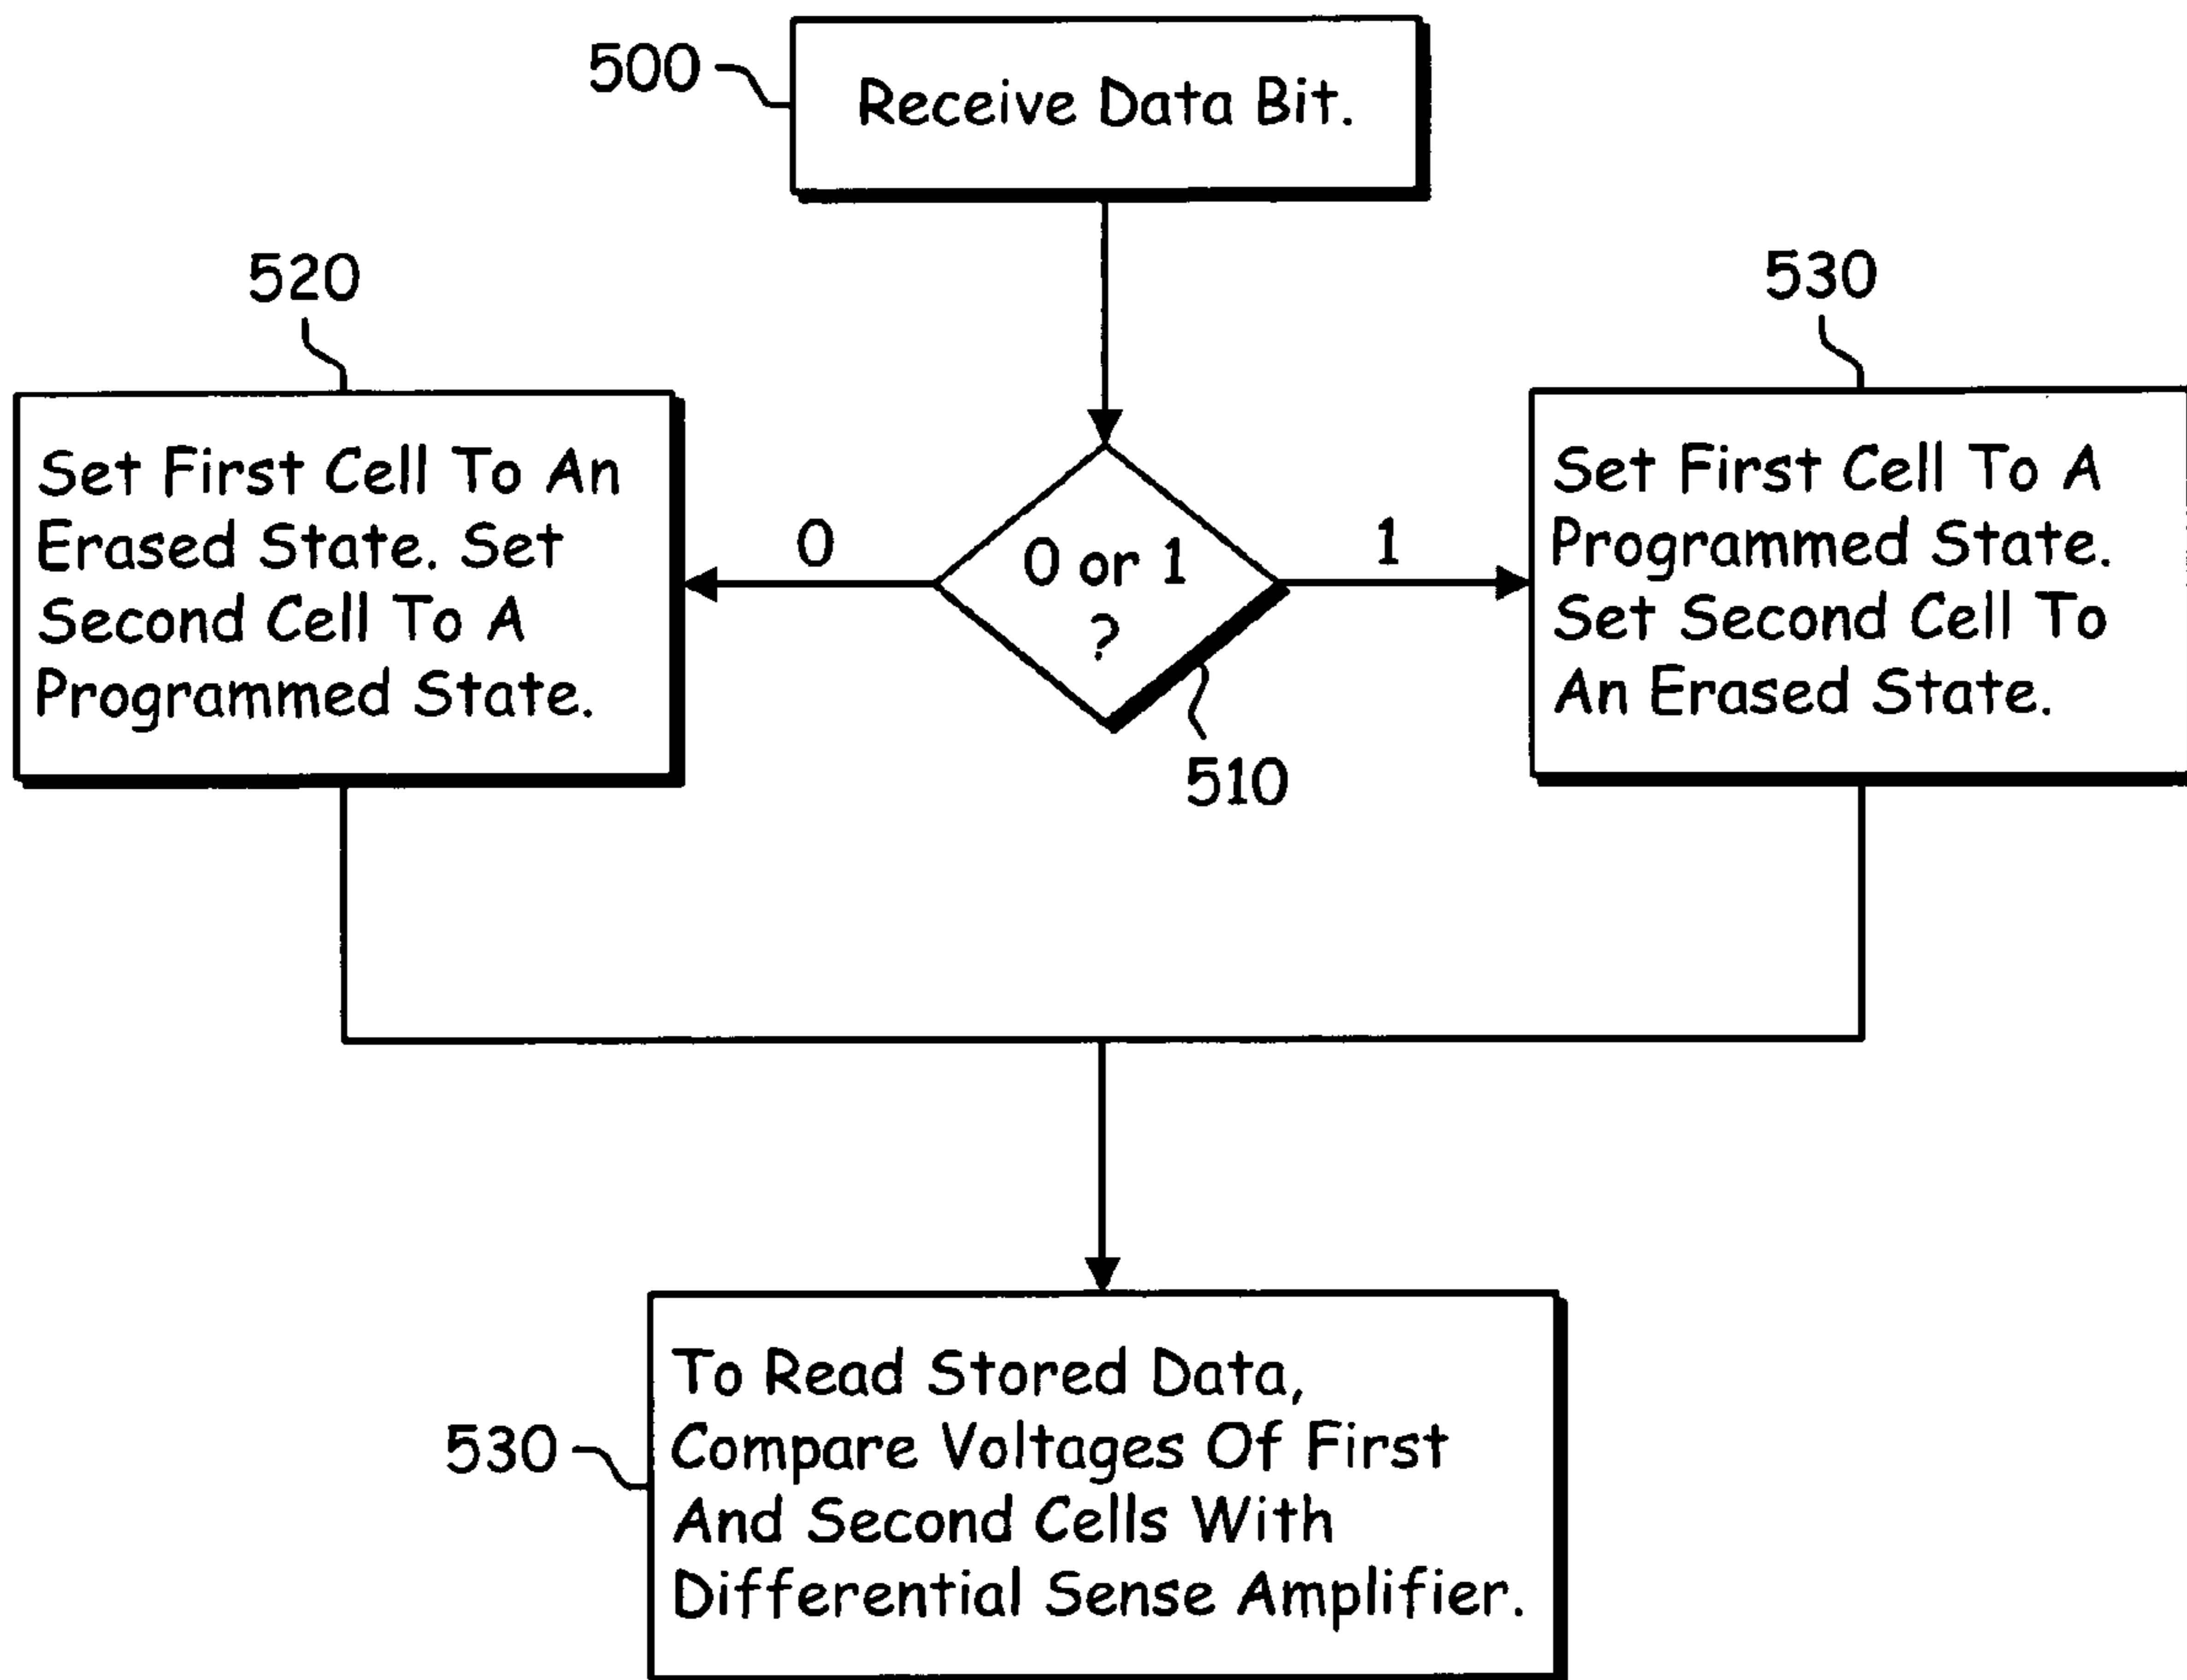 500
Receive Data Bit.
520
530
Set First Cell To An
Erased State. Set
Second Cell To A
Programmed State.
0
0 or 1
?
1
510
Set First Cell To A
Programmed State.
Set Second Cell To
An Erased State.
530
To Read Stored Data,
Compare Voltages Of First
And Second Cells With
Differential Sense Amplifier.